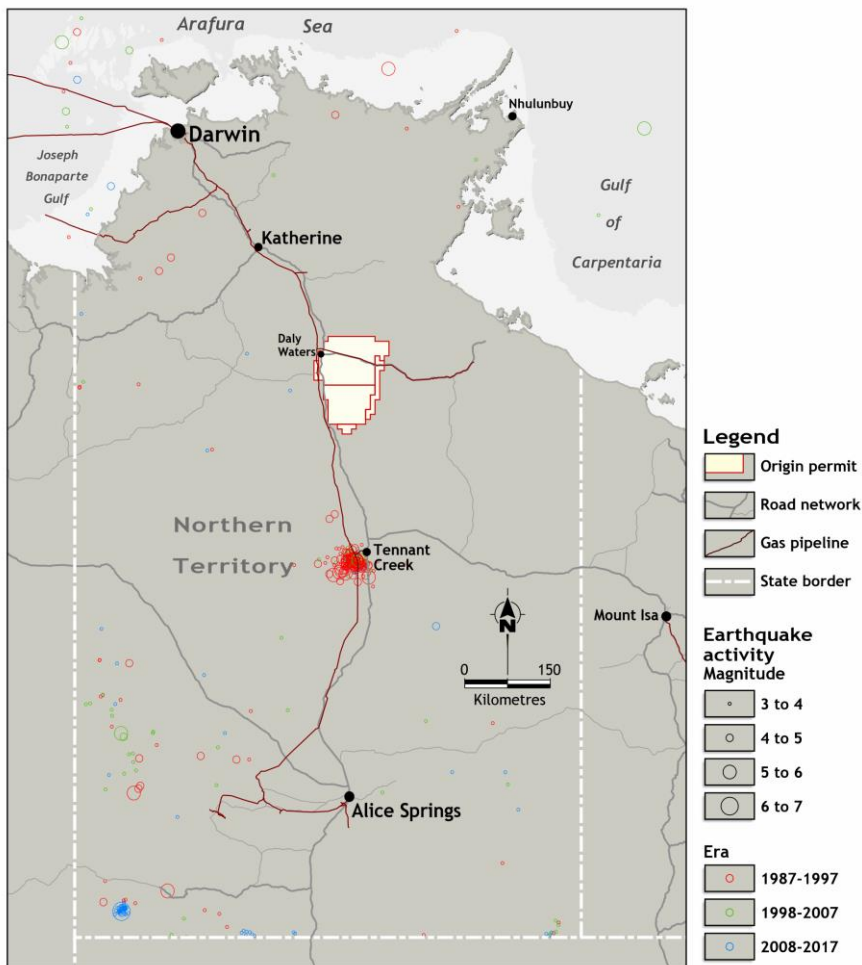 Arafura Sea
Nhulunbuy
Darwin
Joseph
Bonaparte
Gulf
Gulf
of
Carpentaria
Katherine
Daly
Waters
Northern
Territory
Tennant
Creek
Mount Isa
N
0 150
Kilometres
Alice Springs
Legend
Origin permit
Road network
Gas pipeline
State border
Earthquake
activity
Magnitude
3 to 4
4 to 5
5 to 6
6 to 7
Era
1987-1997
1998-2007
2008-2017